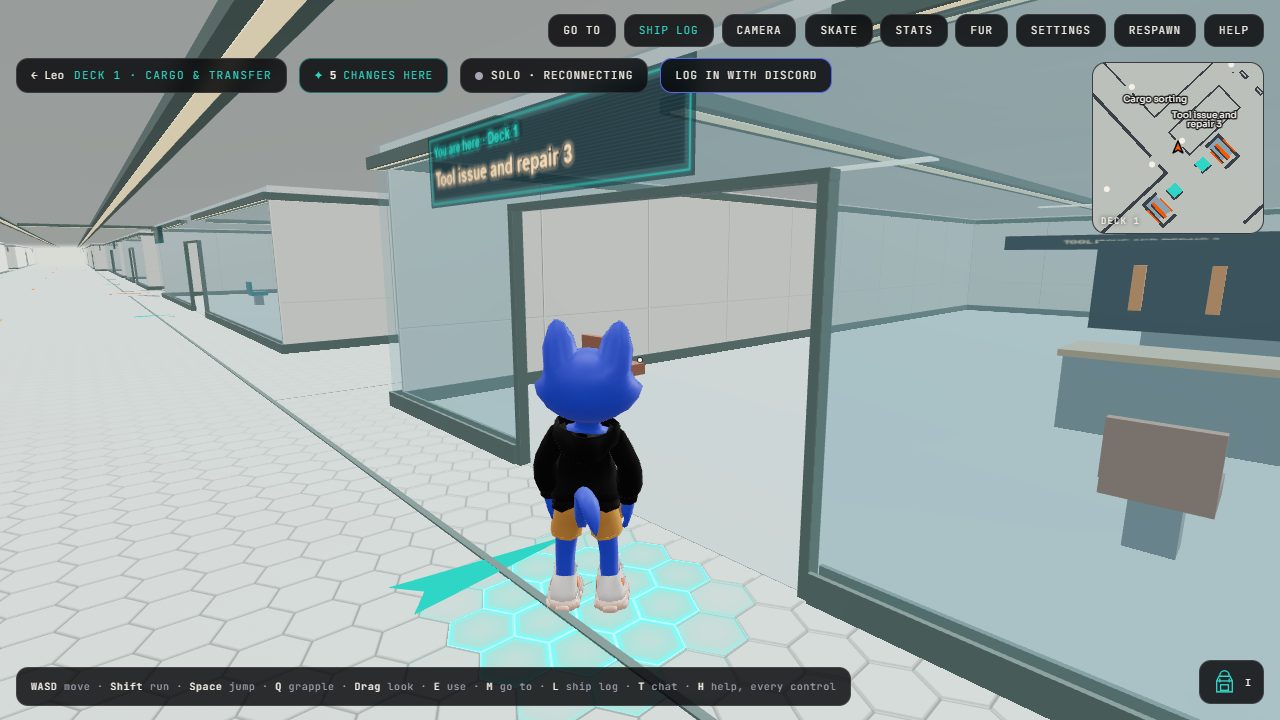 GO TO
SHIP LOG
CAMERA
SKATE
STATS
FUR
SETTINGS
RESPAWN
HELP
← Leo DECK 1 · CARGO & TRANSFER
✦ 5 CHANGES HERE
SOLO · RECONNECTING
LOG IN WITH DISCORD
Cargo sorting
Tool issue and
repair 3
DECK 1
You are here · Deck 1
Tool issue and repair 3
WASD move · Shift run · Space jump · Q grapple · Drag look · E use · M go to · L ship log · T chat · H help, every control
I